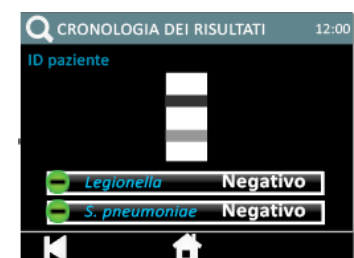 CRONOLOGIA DEI RISULTATI 12:00
ID paziente
Legionella Negativo
S. pneumoniae Negativo